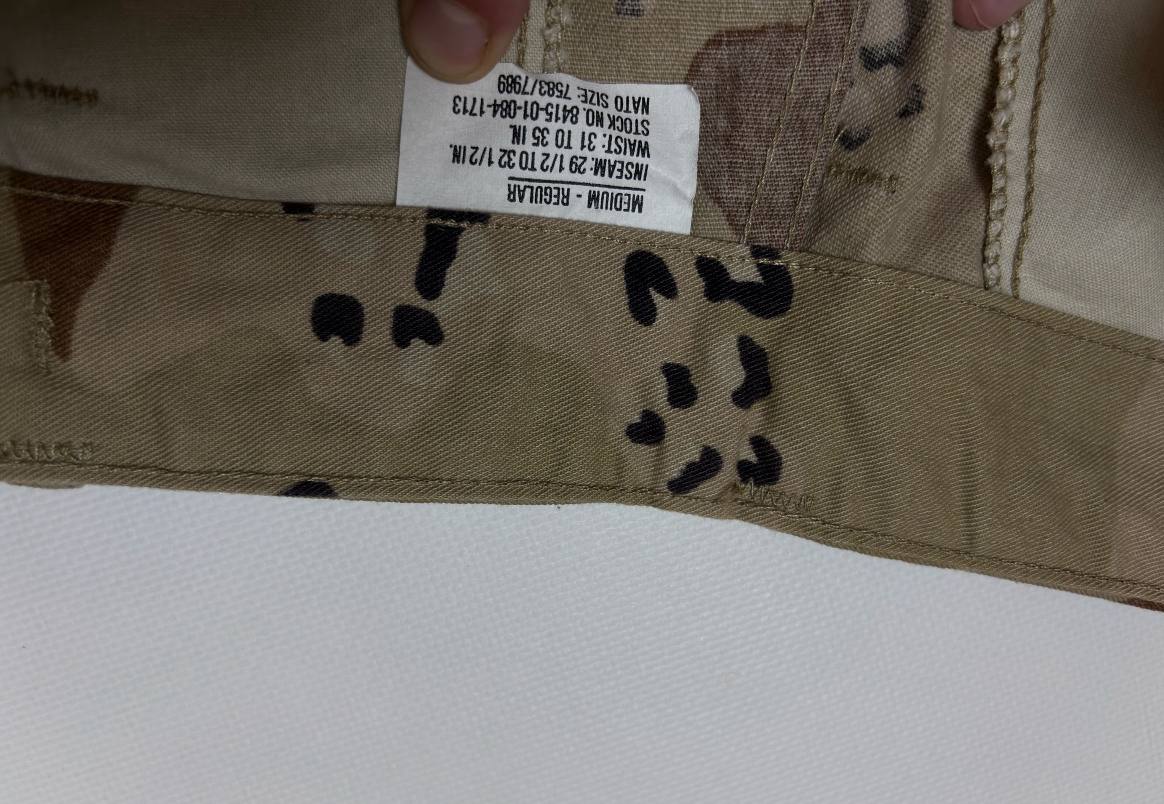 MEDIUM - REGULAR
INSEAM: 29 1/2 TO 32 1/2 IN.
WAIST: 31 TO 35 IN.
STOCK NO. 8415-01-084-1713
NATO SIZE: 7583/7989